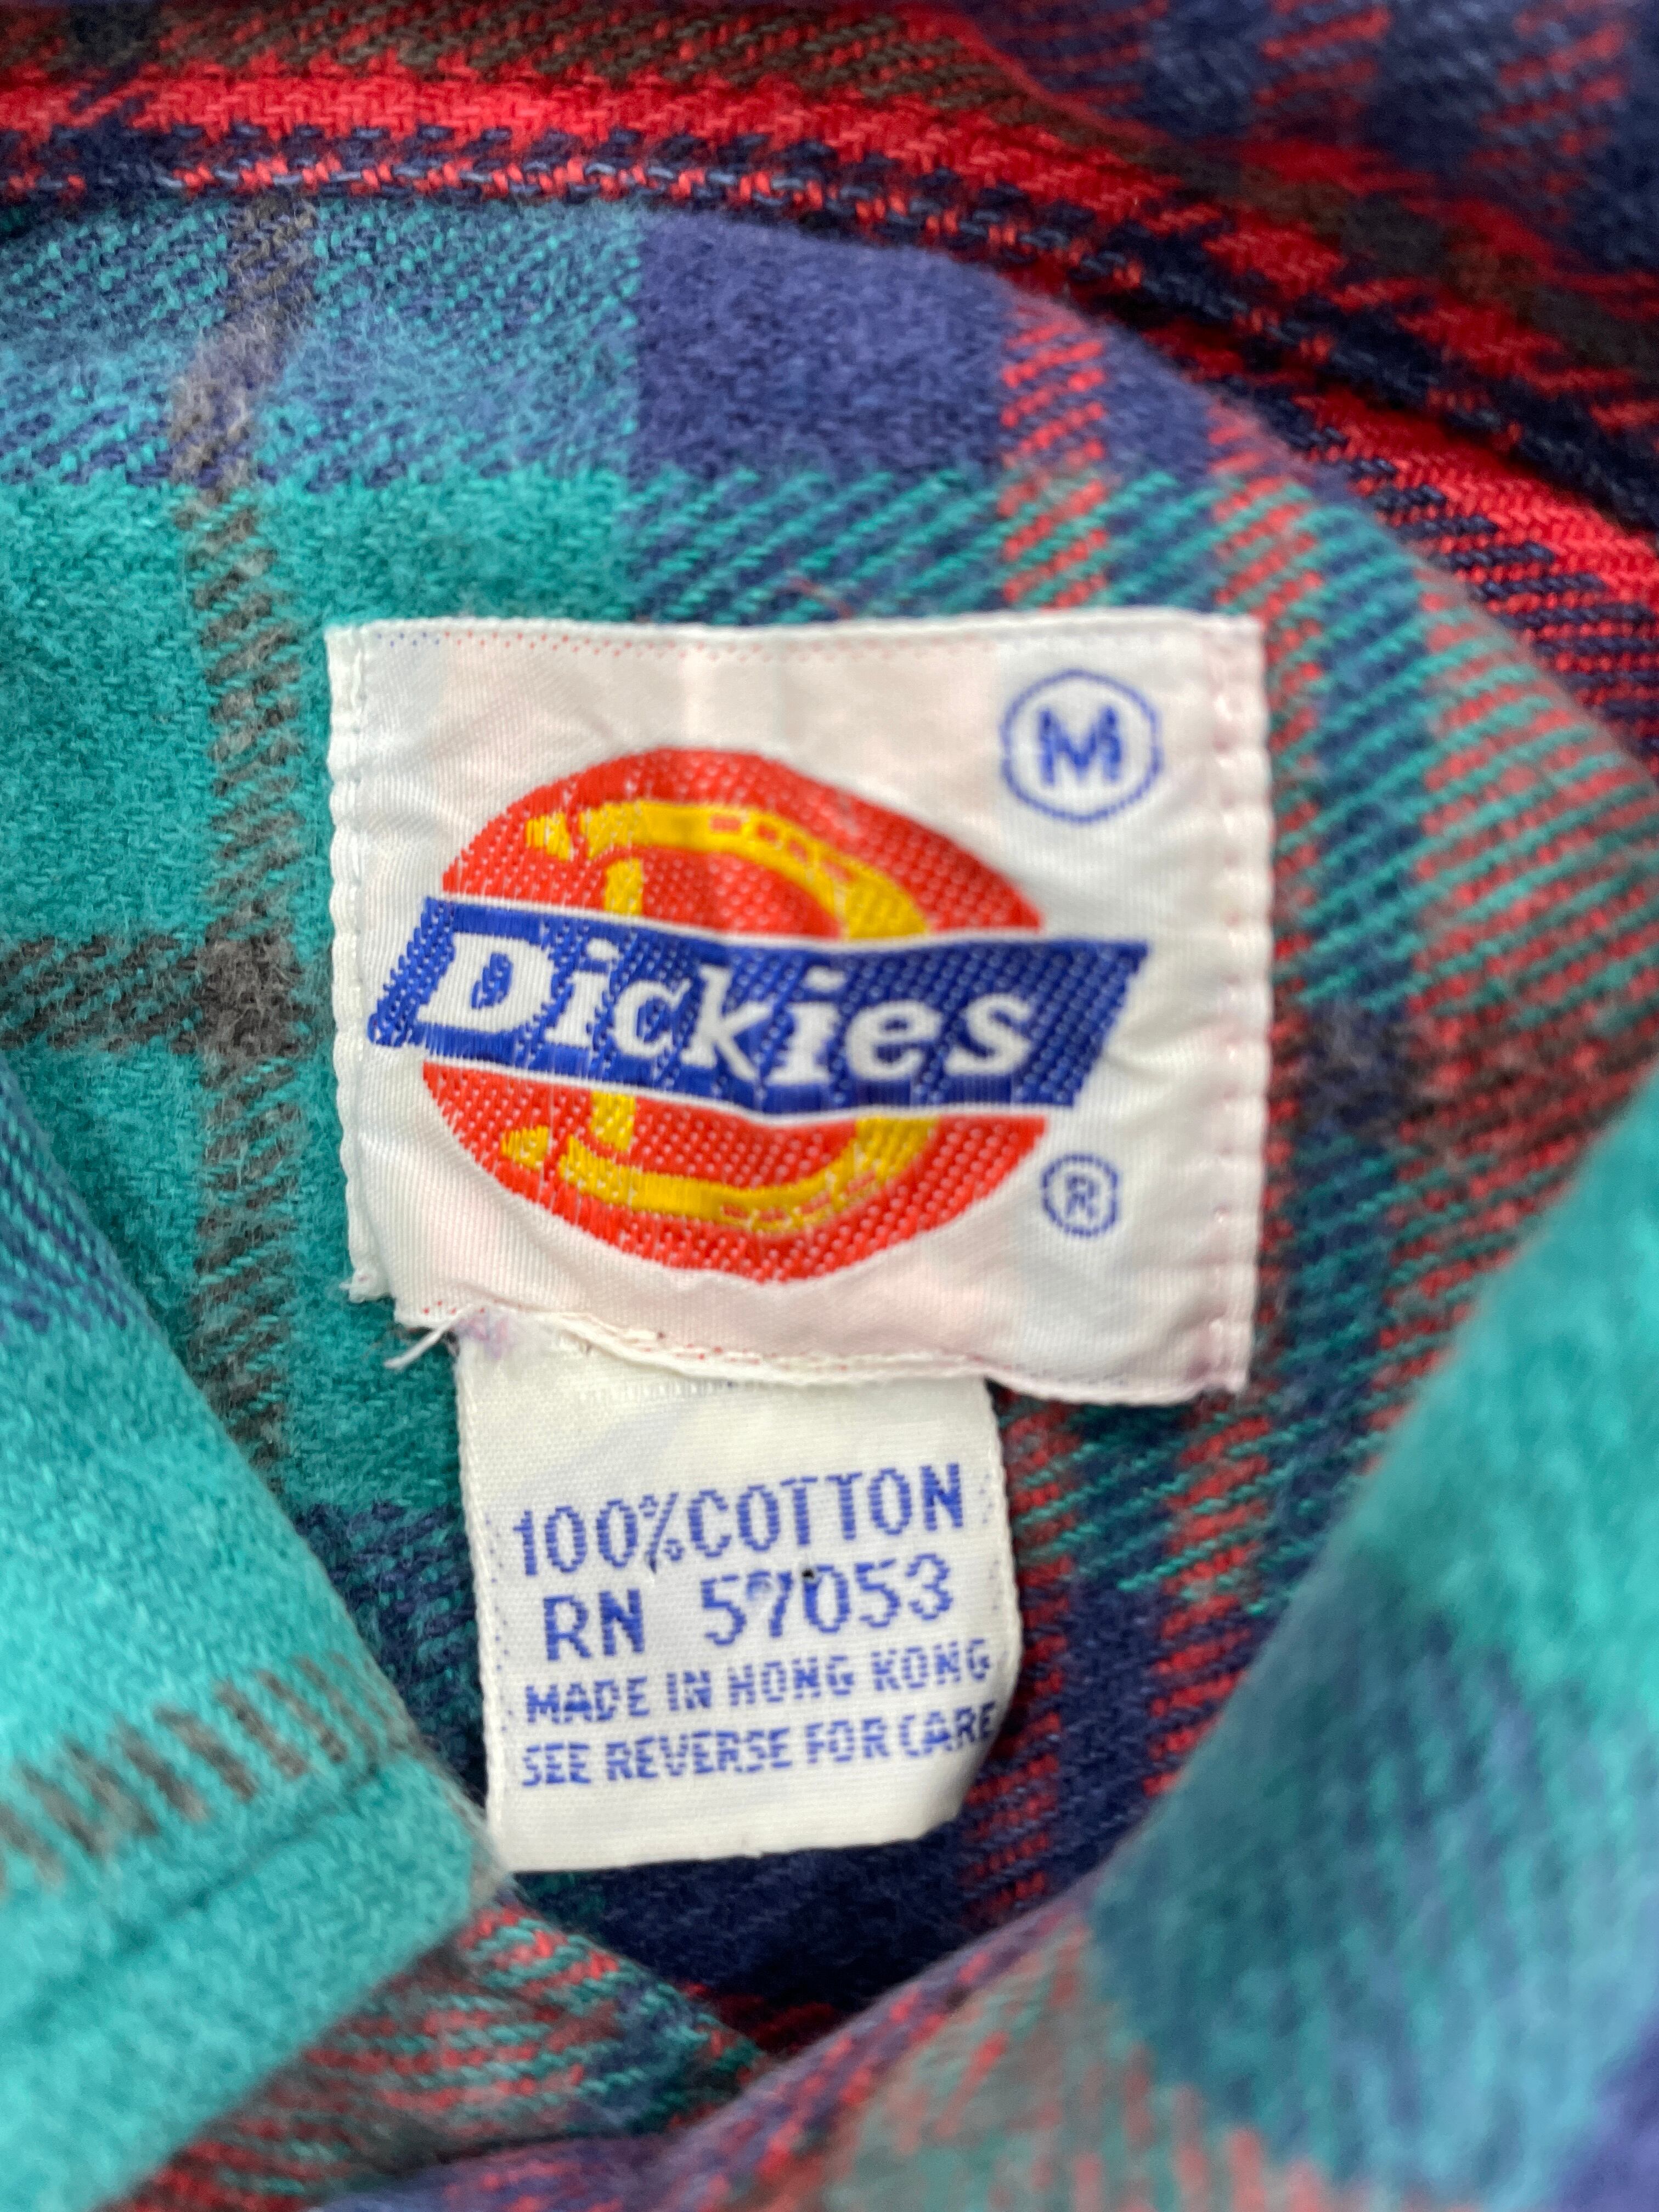 M
Dickies
®
100%COTTON
RN 57053
MADE IN HONG KONG
SEE REVERSE FOR CARE